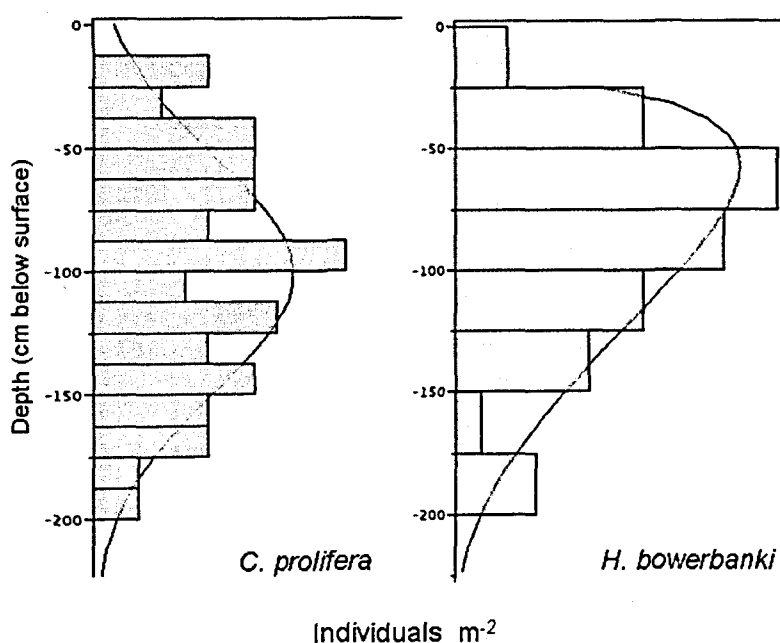 Depth (cm below surface)
0
-50
-100
-150
-200
C. prolifera
0
-50
-100
-150
-200
H. bowerbanki
Individuals m-2